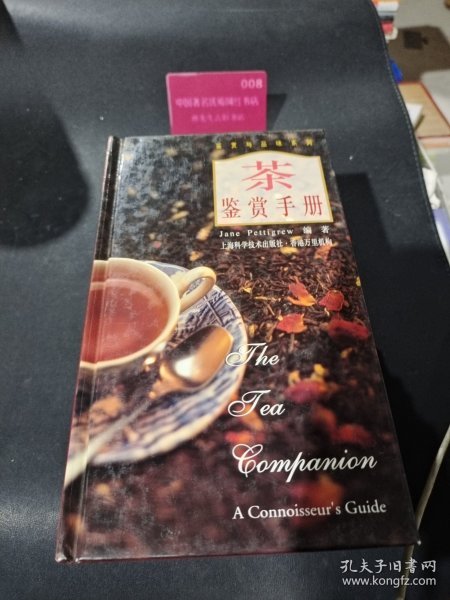 008
茶
鉴赏手册
Jane Pettigrew 编著
上海科学技术出版社·香港万里机构
The
Tea
Companion
A Connoisseur's Guide
孔夫子旧书网
www.kongfz.com